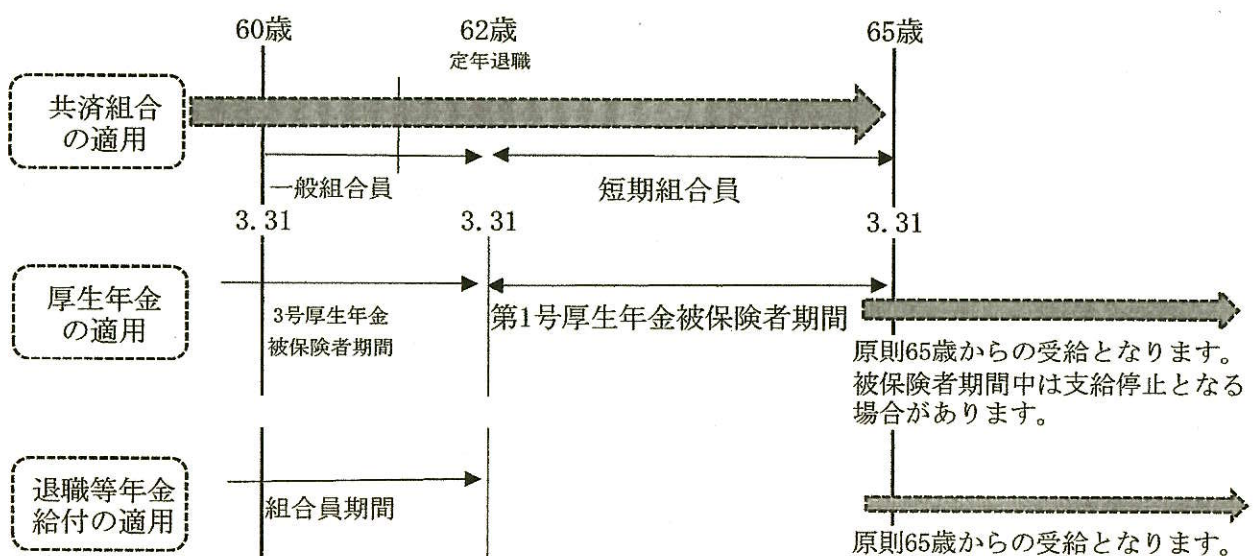 60歳
62歳
定年退職
65歳
共済組合
の適用
一般組合員
短期組合員
3.31
3.31
3.31
厚生年金
の適用
3号厚生年金
被保険者期間
第1号厚生年金被保険者期間
原則65歳からの受給となります。
被保険者期間中は支給停止となる
場合があります。
退職等年金
給付の適用
組合員期間
原則65歳からの受給となります。